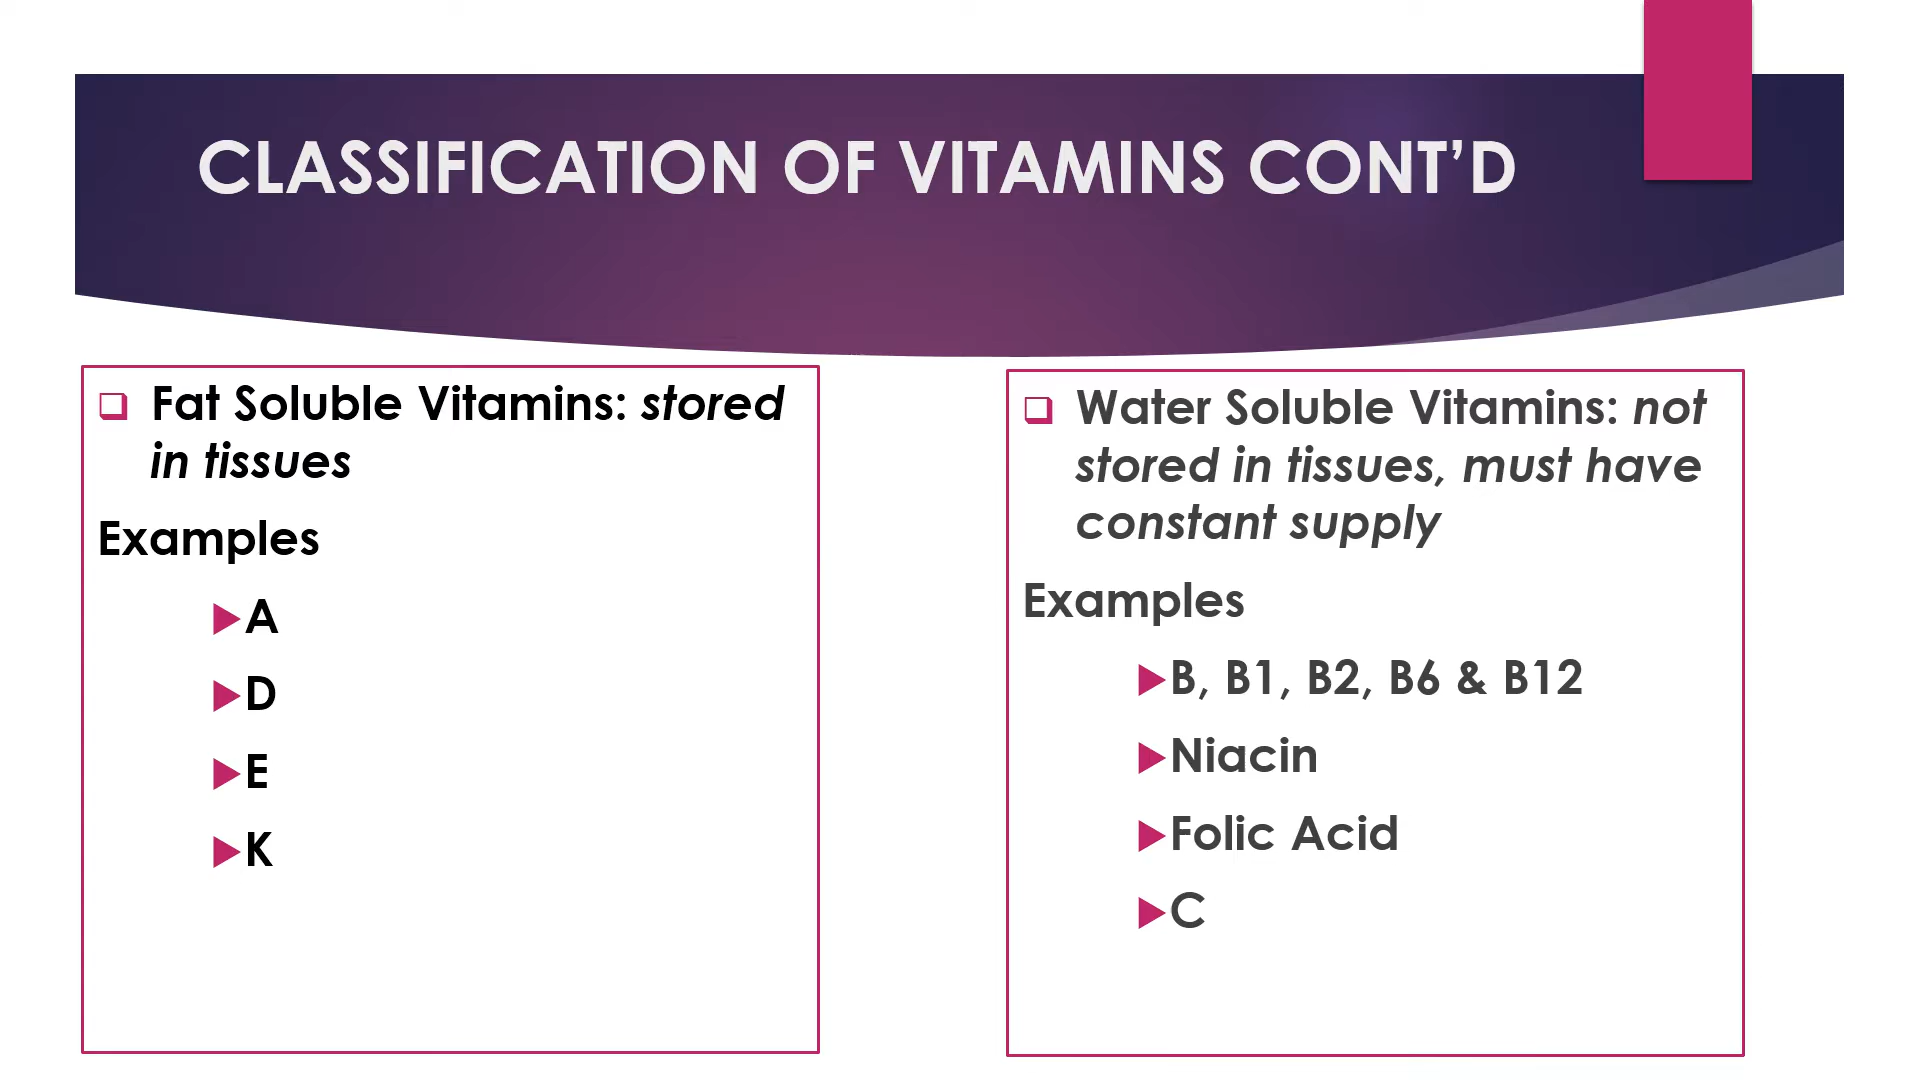 CLASSIFICATION OF VITAMINS CONT’D
Fat Soluble Vitamins: stored
in tissues
Examples
A
D
E
K
Water Soluble Vitamins: not
stored in tissues, must have
constant supply
Examples
B, B1, B2, B6 & B12
Niacin
Folic Acid
C